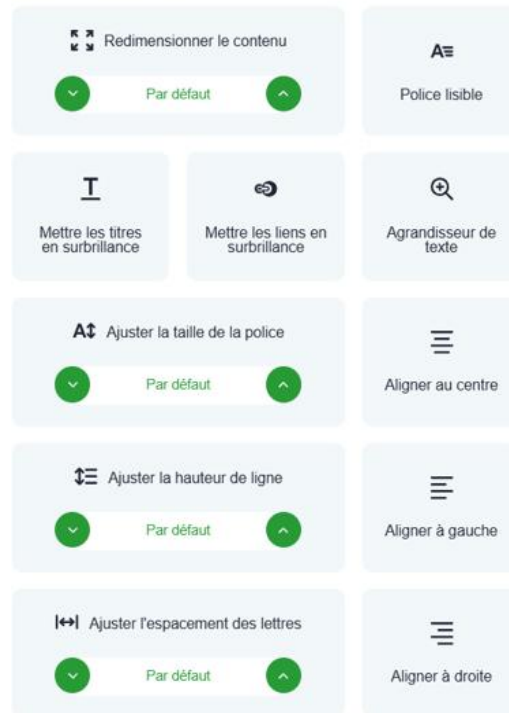 Redimensionner le contenu
Par défaut
Police lisible
Mettre les titres
en surbrillance
Mettre les liens en
surbrillance
Agrandisseur de
texte
Ajuster la taille de la police
Par défaut
Aligner au centre
Ajuster la hauteur de ligne
Par défaut
Aligner à gauche
Ajuster l'espacement des lettres
Par défaut
Aligner à droite